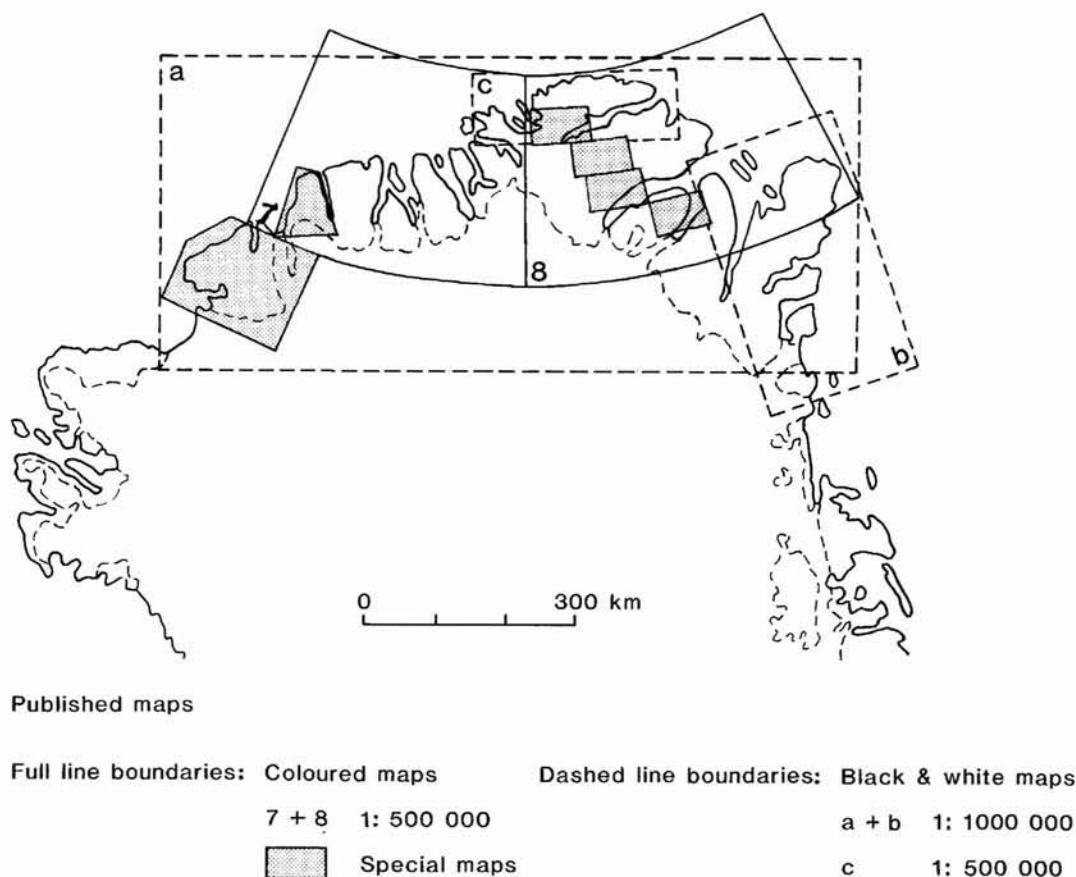 a
c
7
8
b
0 300 km
Published maps
Full line boundaries: Coloured maps Dashed line boundaries: Black & white maps
7 + 8 1: 500 000 a + b 1: 1000 000
Special maps c 1: 500 000